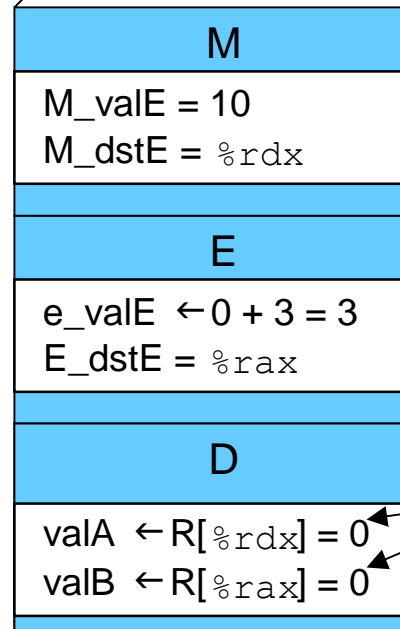 M
M_valE = 10
M_dstE = %rdx
E
e_valE ← 0 + 3 = 3
E_dstE = %rax
D
valA ← R[%rdx] = 0
valB ← R[%rax] = 0